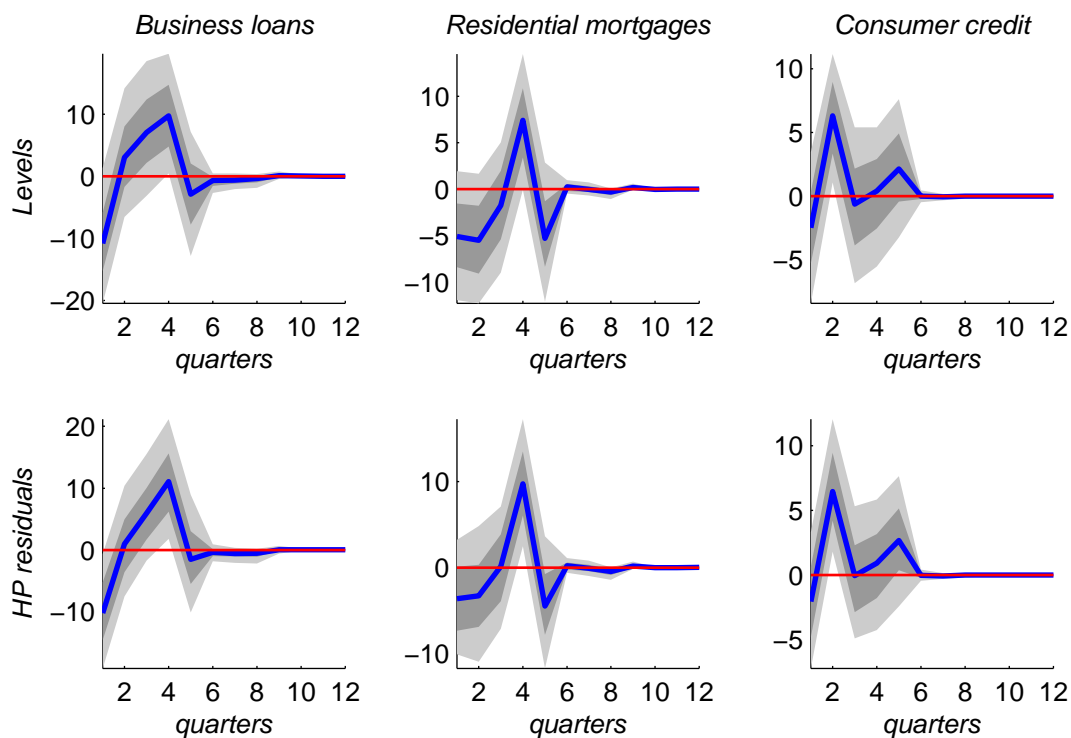 Business loans
Residential mortgages
Consumer credit
Levels
10
0
−10
−20
2 4 6 8 10 12
quarters
10
5
0
−5
−10
2 4 6 8 10 12
quarters
10
5
0
−5
2 4 6 8 10 12
quarters
HP residuals
20
10
0
−10
2 4 6 8 10 12
quarters
10
0
−10
2 4 6 8 10 12
quarters
10
5
0
−5
2 4 6 8 10 12
quarters